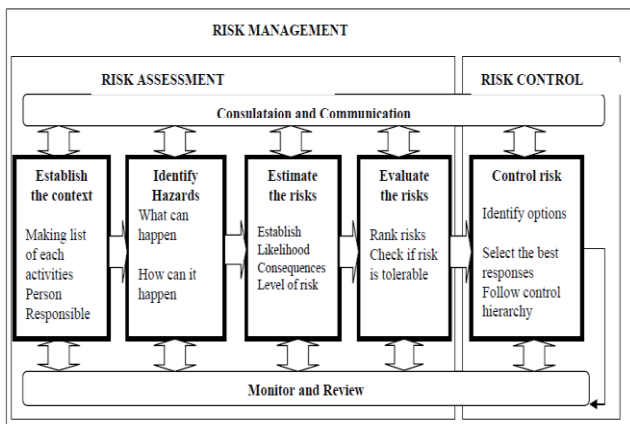 RISK MANAGEMENT
RISK ASSESSMENT
RISK CONTROL
Consulataion and Communication
Establish
the context
Making list
of each
activities
Person
Responsible
Identify
Hazards
What can
happen
How can it
happen
Estimate
the risks
Establish
Likelihood
Consequences
Level of risk
Evaluate
the risks
Rank risks
Check if risk
is tolerable
Control risk
Identify options
Select the best
responses
Follow control
hierarchy
Monitor and Review